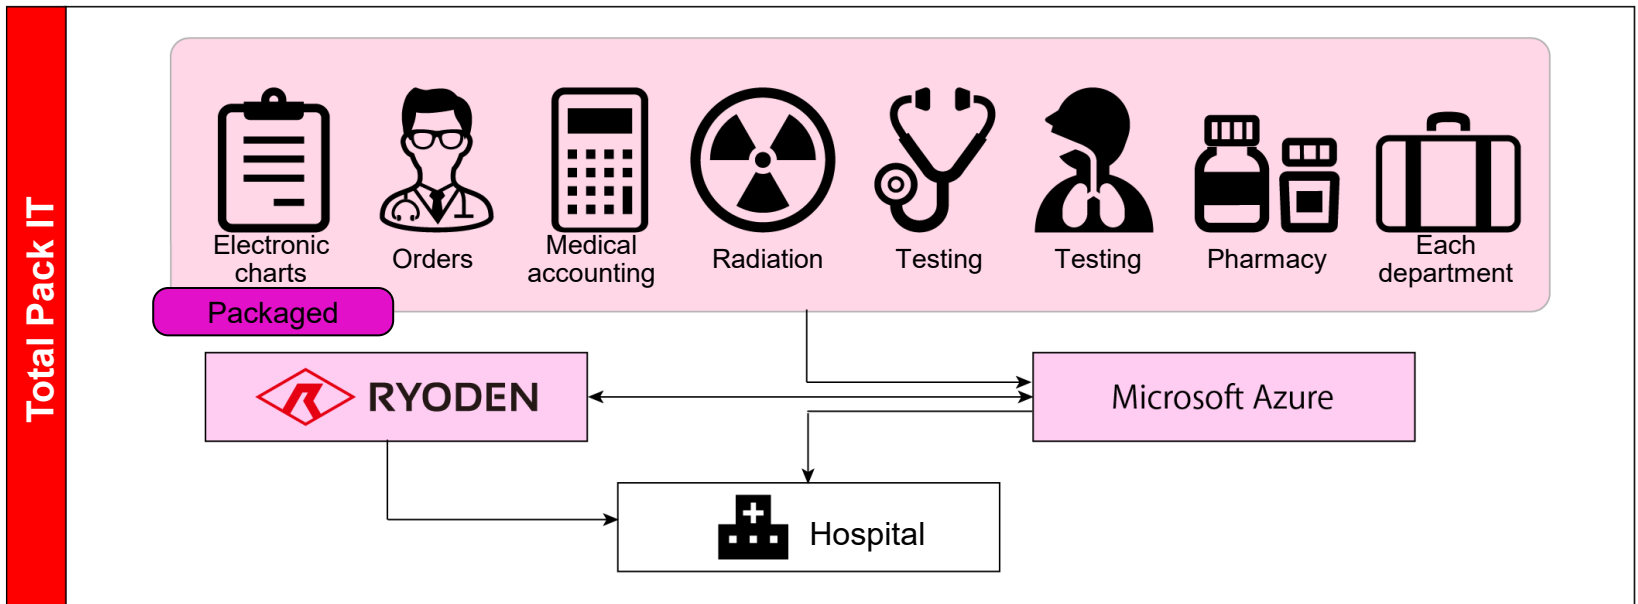 Total Pack IT
Electronic
charts
Orders
Medical
accounting
Radiation
Testing
Testing
Pharmacy
Each
department
Packaged
RYODEN
Microsoft Azure
Hospital